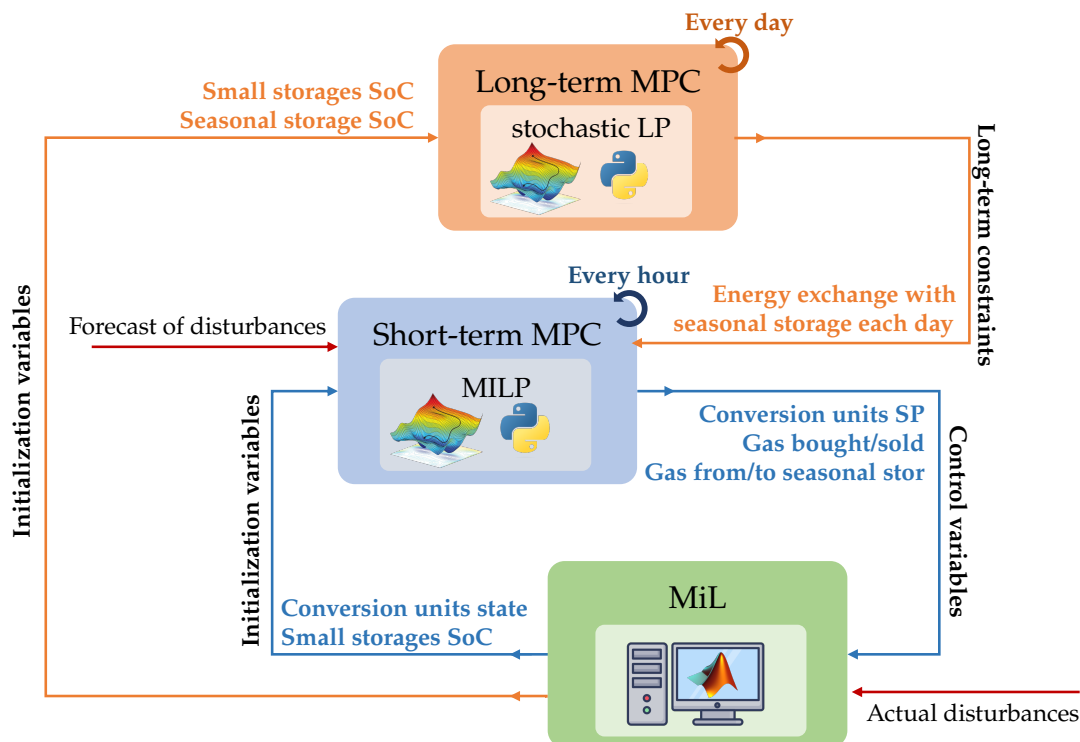 Every day
Long-term MPC
stochastic LP
Small storages SoC
Seasonal storage SoC
Long-term constraints
Every hour
Energy exchange with
seasonal storage each day
Forecast of disturbances
Short-term MPC
MILP
Initialization variables
Initialization variables
Conversion units SP
Gas bought/sold
Gas from/to seasonal stor
Control variables
MiL
Conversion units state
Small storages SoC
Actual disturbances